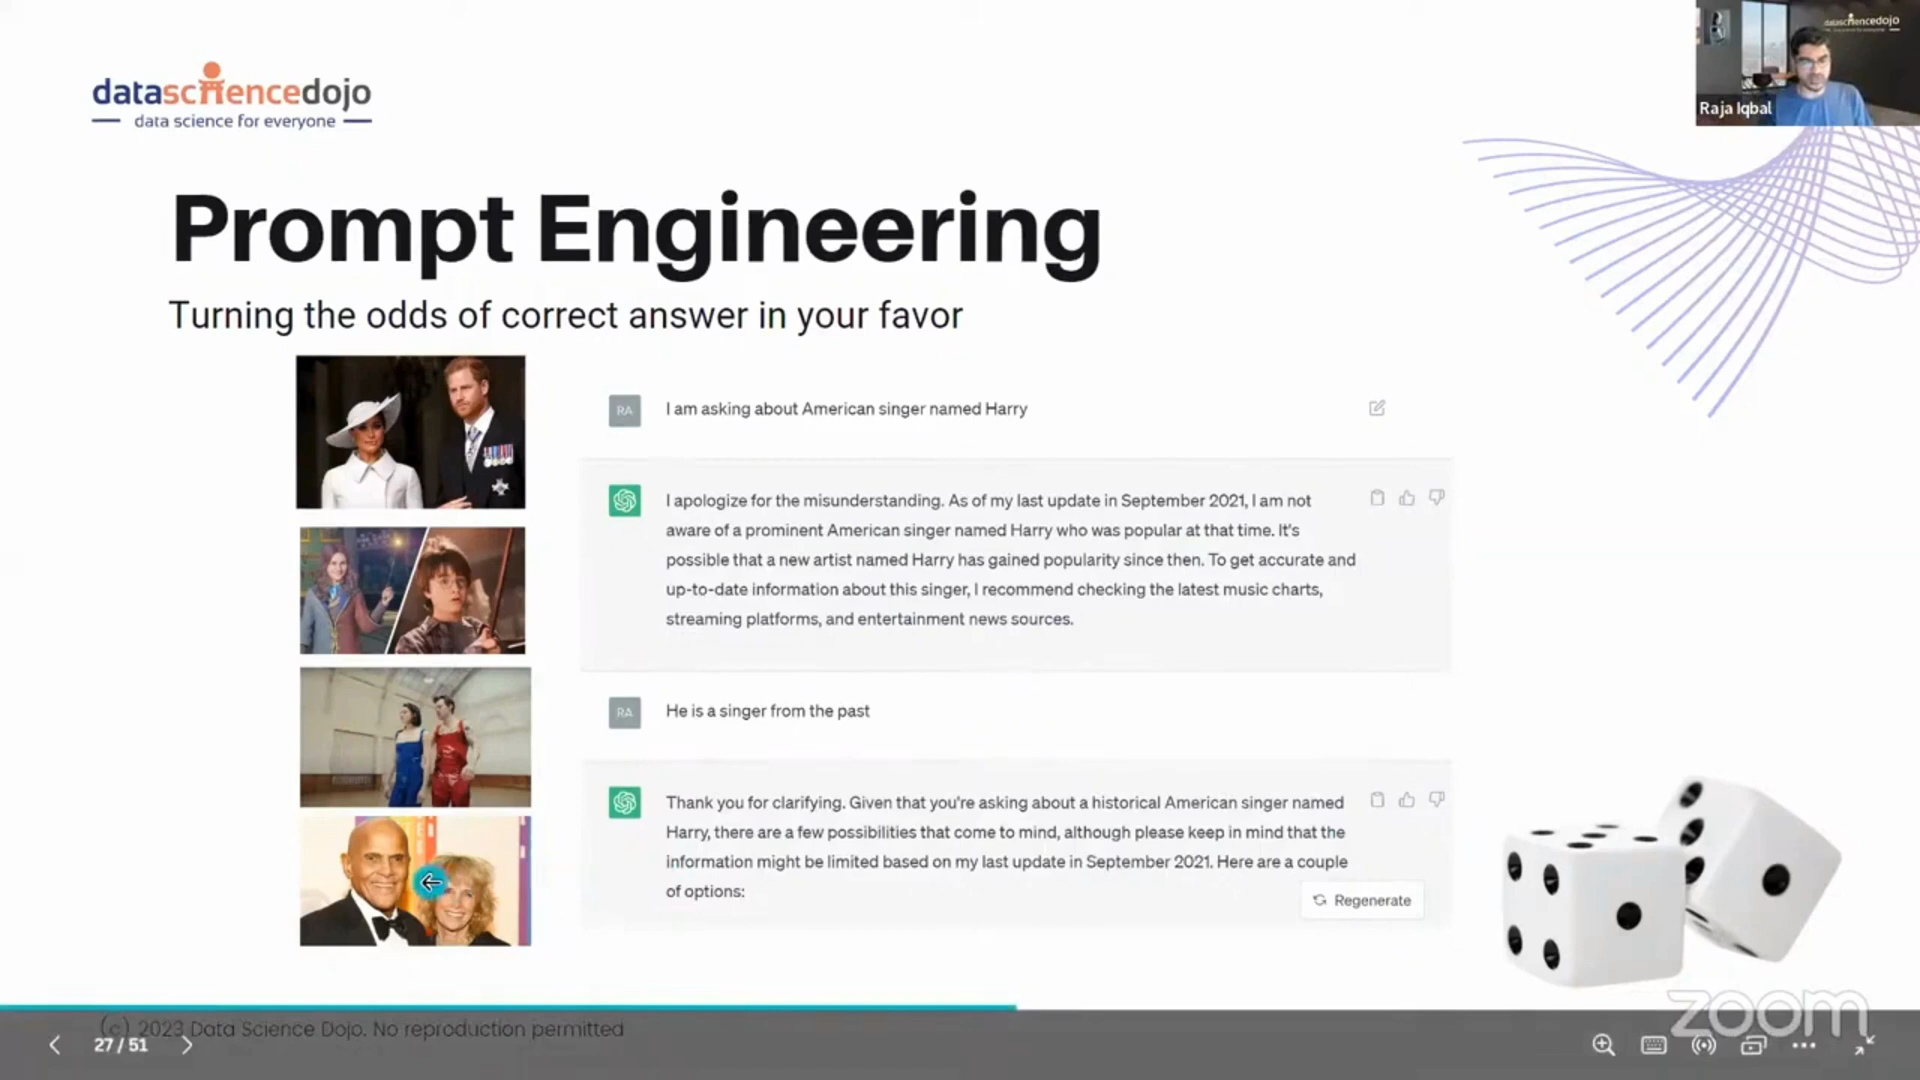 datasciencedojo
data science for everyone
datasciencedojo
Raja Iqbal
Prompt Engineering
Turning the odds of correct answer in your favor
RA
I am asking about American singer named Harry
I apologize for the misunderstanding. As of my last update in September 2021, I am not
aware of a prominent American singer named Harry who was popular at that time. It's
possible that a new artist named Harry has gained popularity since then. To get accurate and
up-to-date information about this singer, I recommend checking the latest music charts,
streaming platforms, and entertainment news sources.
RA
He is a singer from the past
Thank you for clarifying. Given that you're asking about a historical American singer named
Harry, there are a few possibilities that come to mind, although please keep in mind that the
information might be limited based on my last update in September 2021. Here are a couple
of options:
Regenerate
zoom
(c) 2023 Data Science Dojo. No reproduction permitted
27 / 51